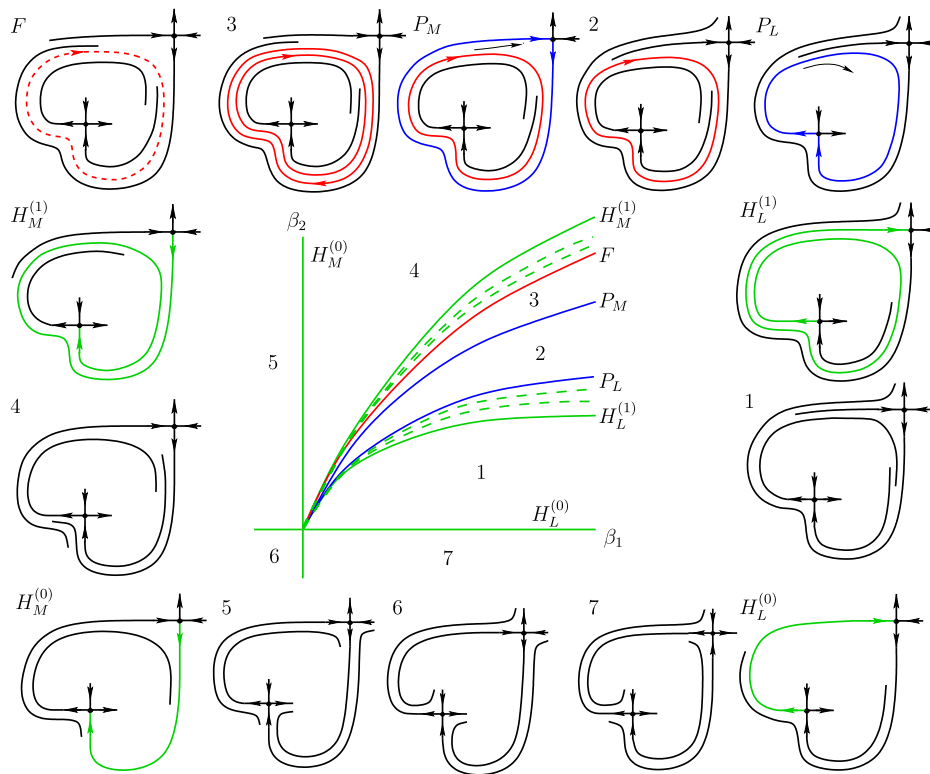 F
3
P_M
2
P_L
H_M^{(1)}
β_2
H_M^{(0)}
4
H_M^{(1)}
F
3
P_M
2
P_L
H_L^{(1)}
5
1
H_L^{(0)}
β_1
6
7
H_L^{(1)}
4
1
H_M^{(0)}
5
6
7
H_L^{(0)}